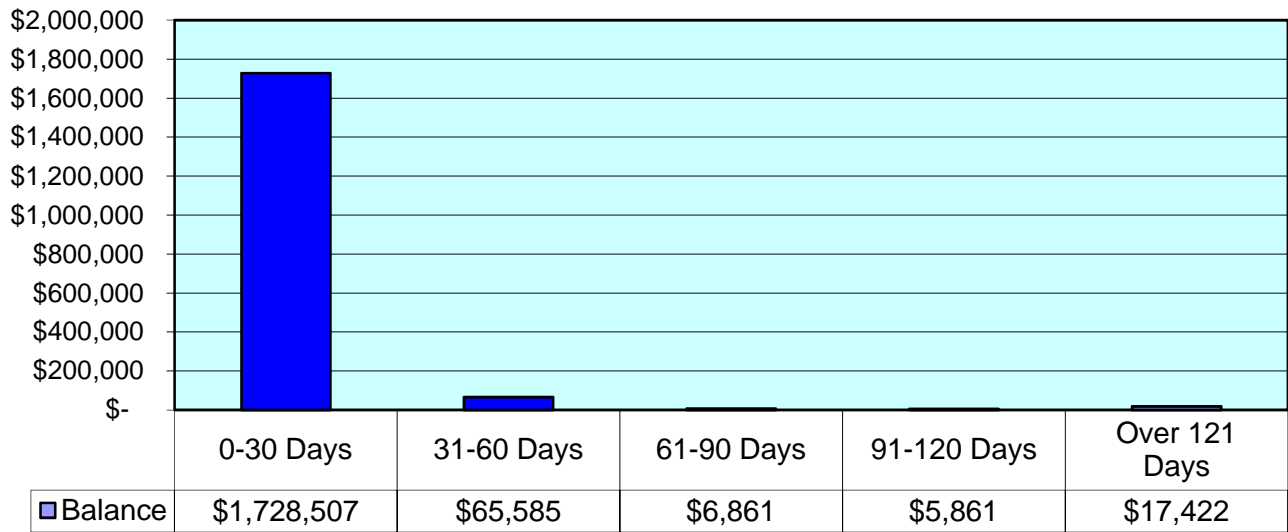 $2,000,000
$1,800,000
$1,600,000
$1,400,000
$1,200,000
$1,000,000
$800,000
$600,000
$400,000
$200,000
$-
0-30 Days
31-60 Days
61-90 Days
91-120 Days
Over 121
Days
Balance
$1,728,507
$65,585
$6,861
$5,861
$17,422